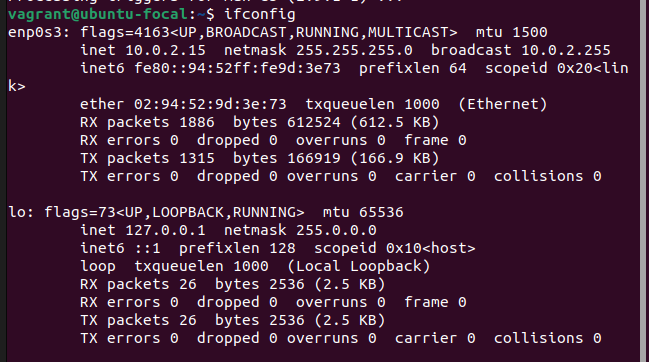 vagrant@ubuntu-focal:~$ ifconfig
enp0s3: flags=4163<UP,BROADCAST,RUNNING,MULTICAST>  mtu 1500
        inet 10.0.2.15  netmask 255.255.255.0  broadcast 10.0.2.255
        inet6 fe80::94:52ff:fe9d:3e73  prefixlen 64  scopeid 0x20<lin
k>
        ether 02:94:52:9d:3e:73  txqueuelen 1000  (Ethernet)
        RX packets 1886  bytes 612524 (612.5 KB)
        RX errors 0  dropped 0  overruns 0  frame 0
        TX packets 1315  bytes 166919 (166.9 KB)
        TX errors 0  dropped 0 overruns 0  carrier 0  collisions 0

lo: flags=73<UP,LOOPBACK,RUNNING>  mtu 65536
        inet 127.0.0.1  netmask 255.0.0.0
        inet6 ::1  prefixlen 128  scopeid 0x10<host>
        loop  txqueuelen 1000  (Local Loopback)
        RX packets 26  bytes 2536 (2.5 KB)
        RX errors 0  dropped 0  overruns 0  frame 0
        TX packets 26  bytes 2536 (2.5 KB)
        TX errors 0  dropped 0 overruns 0  carrier 0  collisions 0